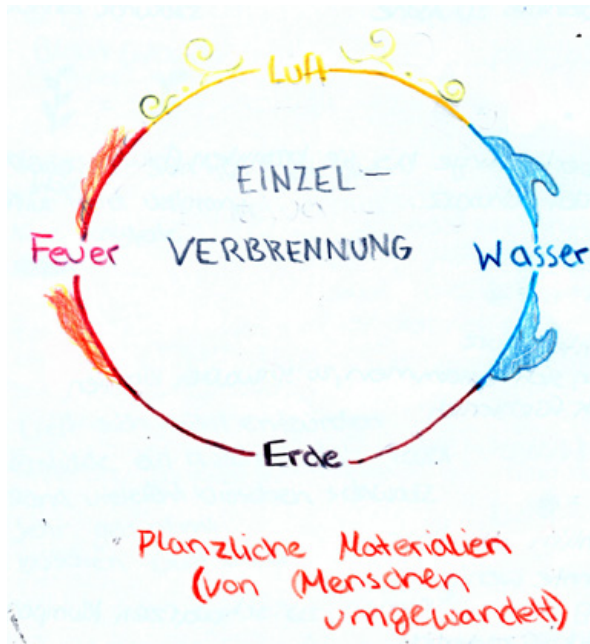 Luft
EINZEL-
Feuer VERBRENNUNG Wasser
Erde
Planzliche Materialien
(von Menschen
umgewandelt)